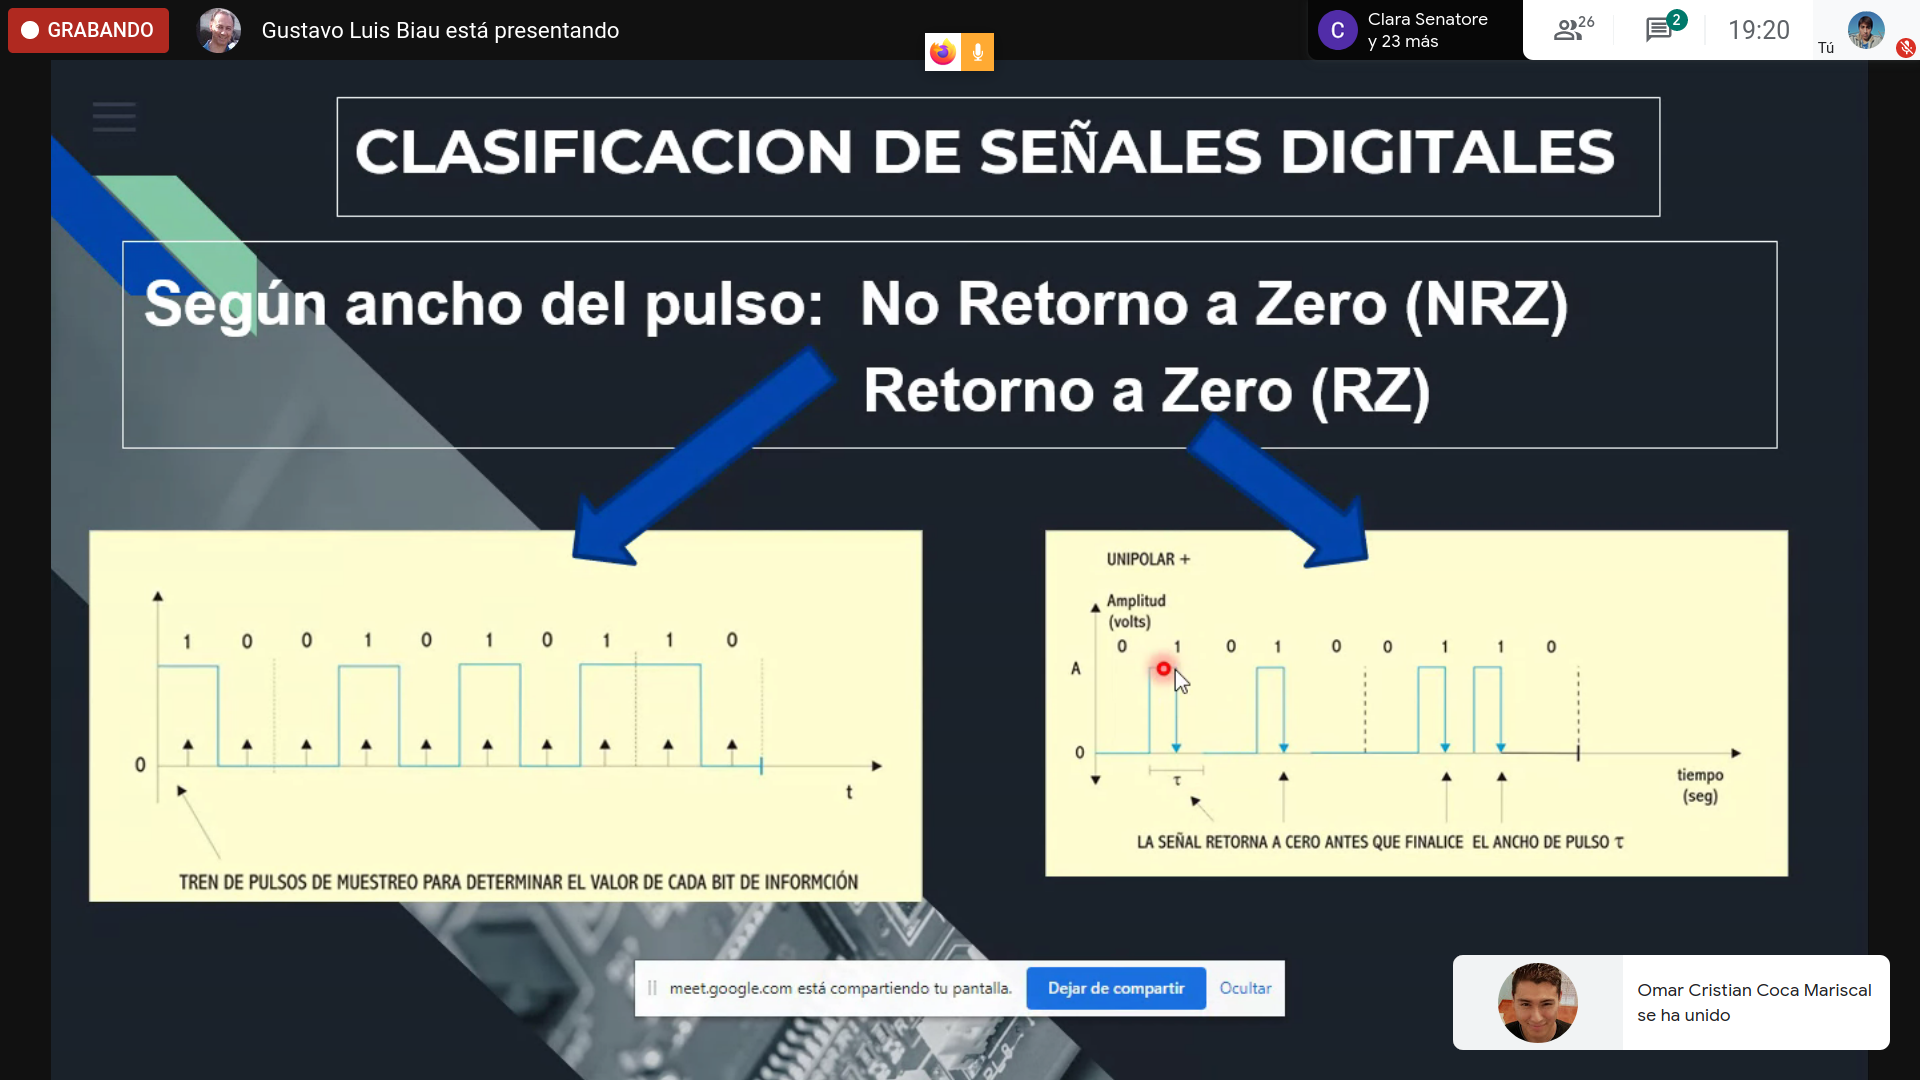 GRABANDO
Gustavo Luis Biau está presentando
C
Clara Senatore
y 23 más
26
2
19:20
Tú
CLASIFICACION DE SEÑALES DIGITALES
Según ancho del pulso: No Retorno a Zero (NRZ)
Retorno a Zero (RZ)
1 0 0 1 0 1 0 1 1 0
0
t
TREN DE PULSOS DE MUESTREO PARA DETERMINAR EL VALOR DE CADA BIT DE INFORMCIÓN
UNIPOLAR +
Amplitud
(volts)
0 1 0 1 0 0 1 1 0
A
0
τ
tiempo
(seg)
LA SEÑAL RETORNA A CERO ANTES QUE FINALICE EL ANCHO DE PULSO τ
meet.google.com está compartiendo tu pantalla.
Dejar de compartir
Ocultar
Omar Cristian Coca Mariscal
se ha unido